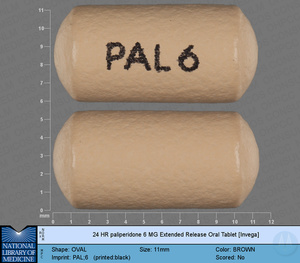 11
10
9
8
7
6
PAL 6
5
4
3
2
1
0
mm 1 2 3 4 5 6 7 8 9 10 11
24 HR paliperidone 6 MG Extended Release Oral Tablet [Invega]
NATIONAL
LIBRARY OF
MEDICINE
Shape: OVAL Size: 11mm Color: BROWN
Imprint: PAL;6 (printed:black) Scored: No